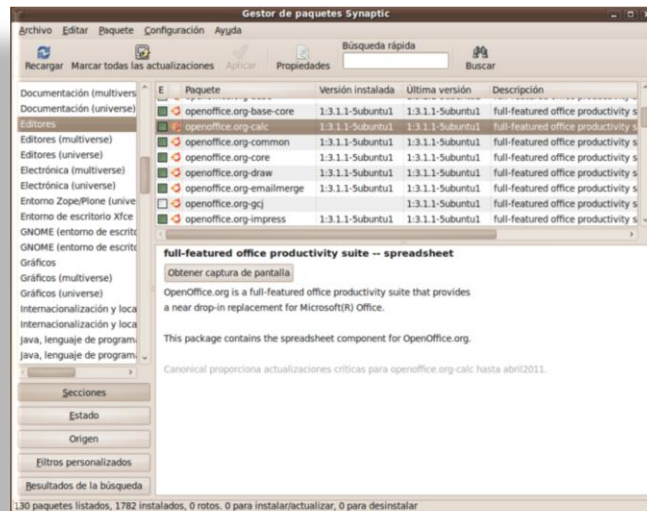 Gestor de paquetes Synaptic
Archivo Editar Paquete Configuración Ayuda
Recargar Marcar todas las actualizaciones Aplicar Propiedades Búsqueda rápida Buscar
E Paquete Versión instalada Última versión Descripción
openoffice.org-base-core 1:3.1.1-5ubuntu1 1:3.1.1-5ubuntu1 full-featured office productivity s
openoffice.org-calc 1:3.1.1-5ubuntu1 1:3.1.1-5ubuntu1 full-featured office productivity s
openoffice.org-common 1:3.1.1-5ubuntu1 1:3.1.1-5ubuntu1 full-featured office productivity s
openoffice.org-core 1:3.1.1-5ubuntu1 1:3.1.1-5ubuntu1 full-featured office productivity s
openoffice.org-draw 1:3.1.1-5ubuntu1 1:3.1.1-5ubuntu1 full-featured office productivity s
openoffice.org-emailmerge 1:3.1.1-5ubuntu1 1:3.1.1-5ubuntu1 full-featured office productivity s
openoffice.org-gcj 1:3.1.1-5ubuntu1 full-featured office productivity s
openoffice.org-impress 1:3.1.1-5ubuntu1 1:3.1.1-5ubuntu1 full-featured office productivity s
Documentación (multivers
Documentación (universe)
Editores
Editores (multiverse)
Editores (universe)
Electrónica (multiverse)
Electrónica (universe)
Entorno Zope/Plone (unive
Entorno de escritorio Xfce
GNOME (entorno de escrito
GNOME (entorno de escrito
Gráficos
Gráficos (multiverse)
Gráficos (universe)
Internacionalización y loca
Internacionalización y loca
Java, lenguaje de program
Java, lenguaje de program
Secciones
Estado
Origen
Filtros personalizados
Resultados de la búsqueda
full-featured office productivity suite -- spreadsheet
Obtener captura de pantalla
OpenOffice.org is a full-featured office productivity suite that provides
a near drop-in replacement for Microsoft(R) Office.
This package contains the spreadsheet component for OpenOffice.org.
Canonical proporciona actualizaciones críticas para openoffice.org-calc hasta abril2011.
130 paquetes listados, 1782 instalados, 0 rotos. 0 para instalar/actualizar, 0 para desinstalar